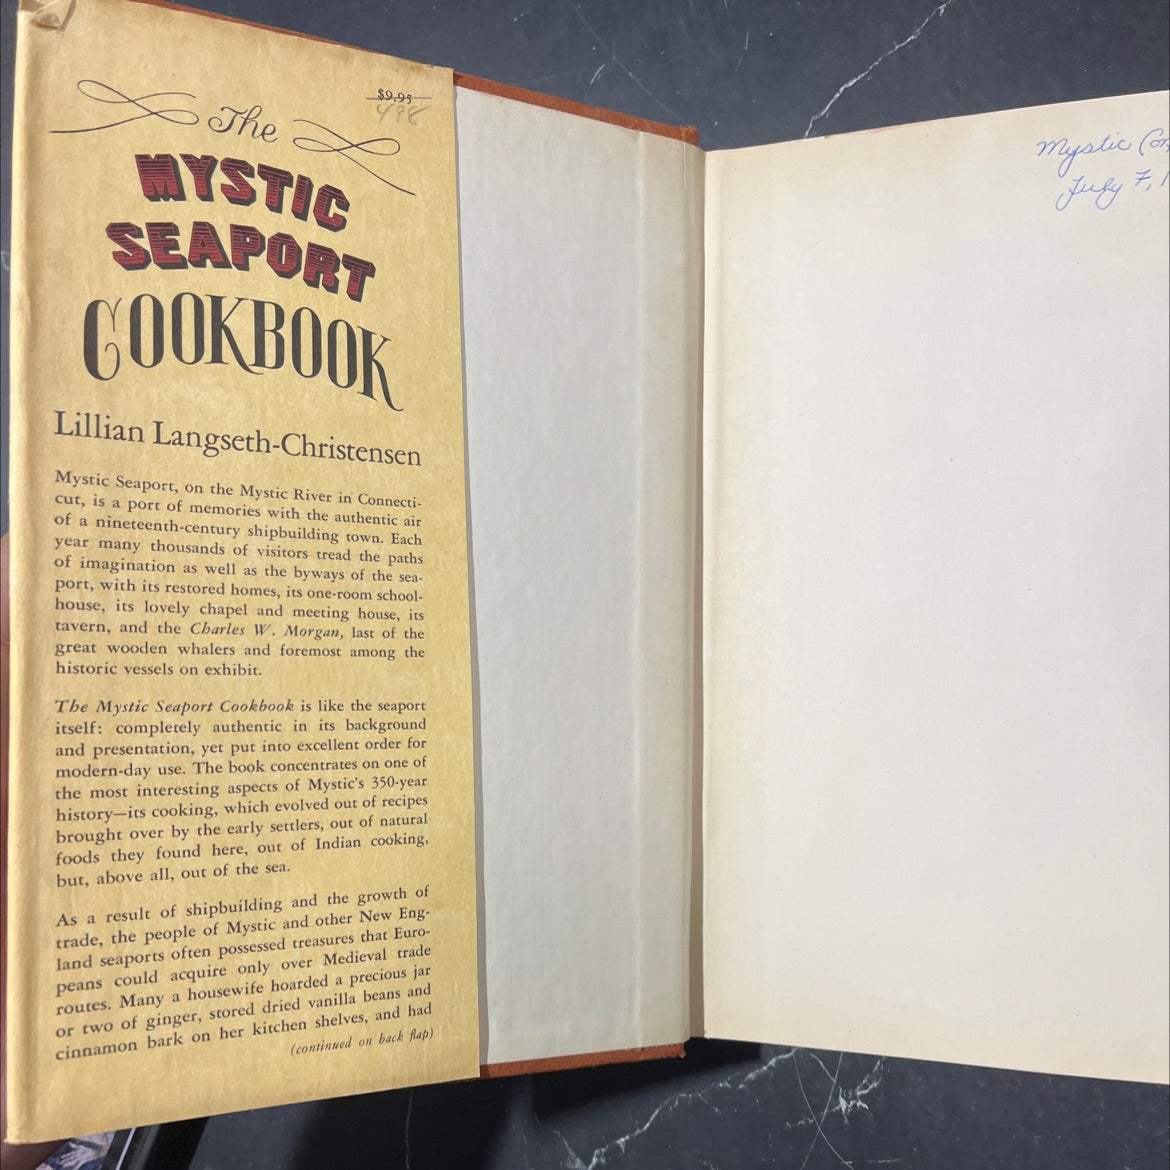 $9.95
498
The
MYSTIC
SEAPORT
COOKBOOK
Lillian Langseth-Christensen
Mystic Seaport, on the Mystic River in Connecti-
cut, is a port of memories with the authentic air
of a nineteenth-century shipbuilding town. Each
year many thousands of visitors tread the paths
of imagination as well as the byways of the sea-
port, with its restored homes, its one-room school-
house, its lovely chapel and meeting house, its
tavern, and the Charles W. Morgan, last of the
great wooden whalers and foremost among the
historic vessels on exhibit.
The Mystic Seaport Cookbook is like the seaport
itself: completely authentic in its background
and presentation, yet put into excellent order for
modern-day use. The book concentrates on one of
the most interesting aspects of Mystic's 350-year
history—its cooking, which evolved out of recipes
brought over by the early settlers, out of natural
foods they found here, out of Indian cooking,
but, above all, out of the sea.
As a result of shipbuilding and the growth of
trade, the people of Mystic and other New Eng-
land seaports often possessed treasures that Euro-
peans could acquire only over Medieval trade
routes. Many a housewife hoarded a precious jar
or two of ginger, stored dried vanilla beans and
cinnamon bark on her kitchen shelves, and had
(continued on back flap)
Mystic
July 7, 1